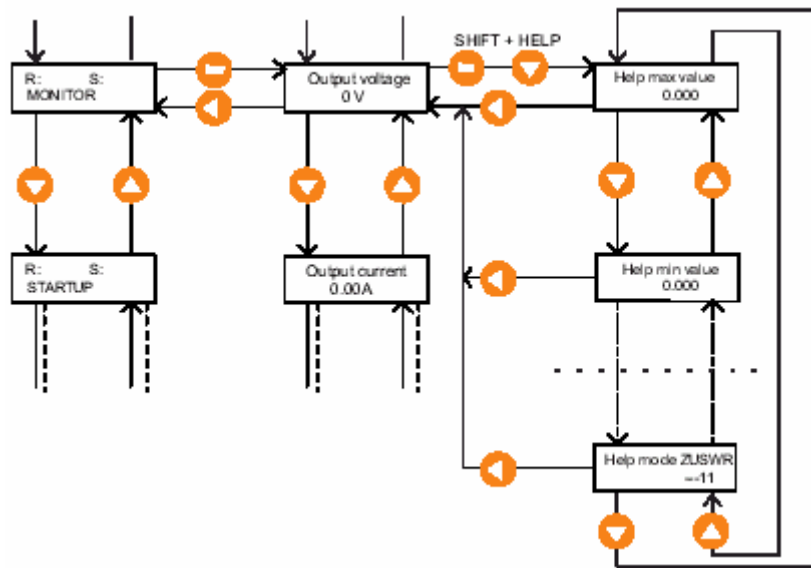 SHIFT + HELP
R: S:
MONITOR
Output voltage
0 V
Help max value
0.000
R: S:
STARTUP
Output current
0.00A
Help min value
0.000
Help mode ZUSWR
---11